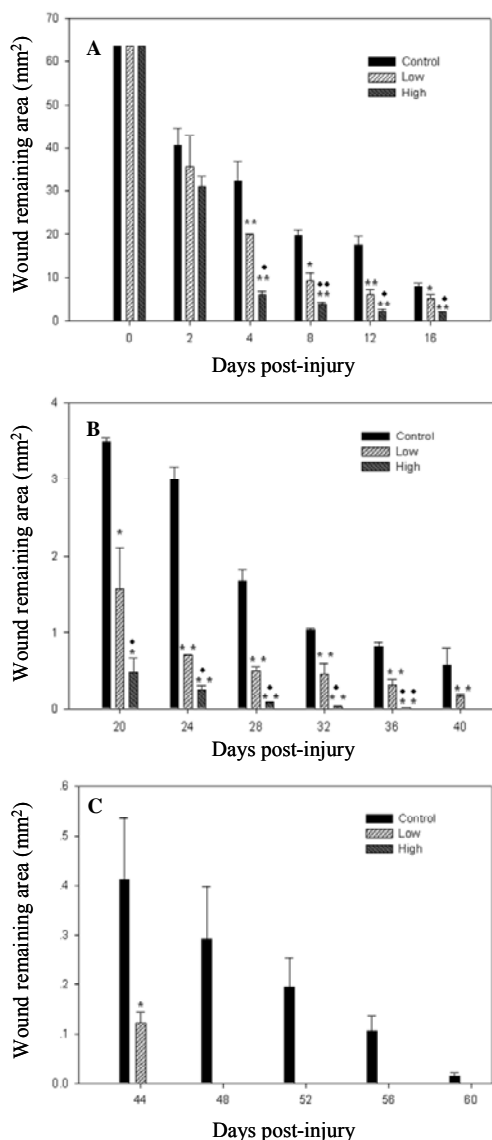 Wound remaining area (mm²)
70
60
50
40
30
20
10
0
A
Control
Low
High
**
◆
**
*
◆◆
**
**
◆
**
*
◆
**
0 2 4 8 12 16
Days post-injury
Wound remaining area (mm²)
4
3
2
1
0
B
Control
Low
High
*
◆
*
**
◆
**
**
◆
**
**
◆
**
**
◆◆
**
**
20 24 28 32 36 40
Days post-injury
Wound remaining area (mm²)
.6
.5
.4
.3
.2
.1
0.0
C
Control
Low
High
*
44 48 52 56 60
Days post-injury